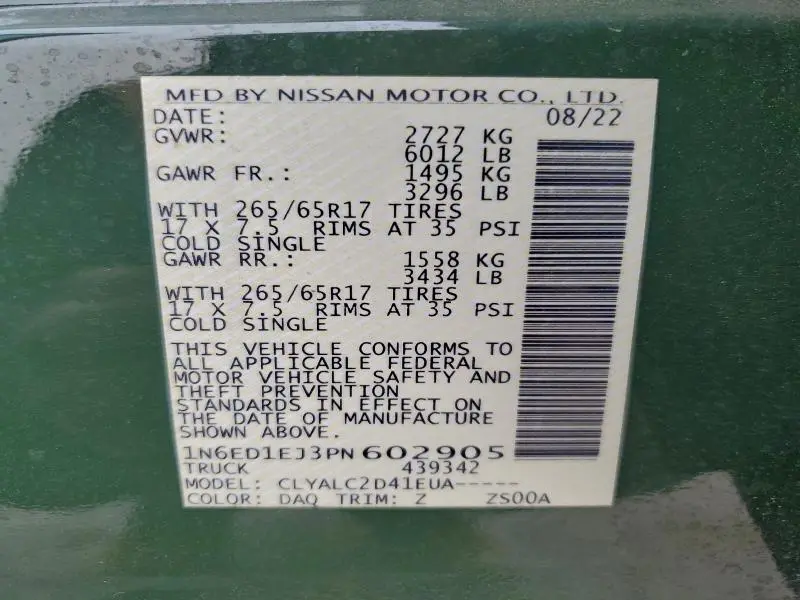 MFD BY NISSAN MOTOR CO., LTD.
DATE: 08/22
GVWR: 2727 KG
6012 LB
GAWR FR.: 1495 KG
3296 LB
WITH 265/65R17 TIRES
17 X 7.5 RIMS AT 35 PSI
COLD SINGLE
GAWR RR.: 1558 KG
3434 LB
WITH 265/65R17 TIRES
17 X 7.5 RIMS AT 35 PSI
COLD SINGLE
THIS VEHICLE CONFORMS TO
ALL APPLICABLE FEDERAL
MOTOR VEHICLE SAFETY AND
THEFT PREVENTION
STANDARDS IN EFFECT ON
THE DATE OF MANUFACTURE
SHOWN ABOVE.
1N6ED1EJ3PN602905
TRUCK 439342
MODEL: CLYALC2D41EUA-----
COLOR: DAQ TRIM: Z ZS00A